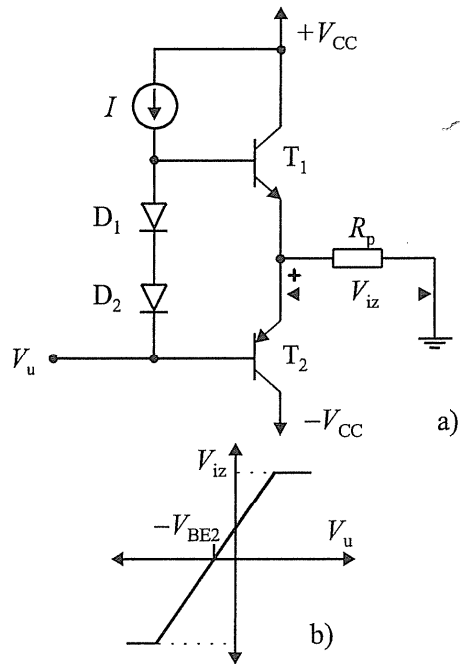 +V_CC
I
T_1
D_1
R_p
+
D_2
V_iz
V_u
T_2
−V_CC
a)
V_iz
−V_BE2
V_u
b)